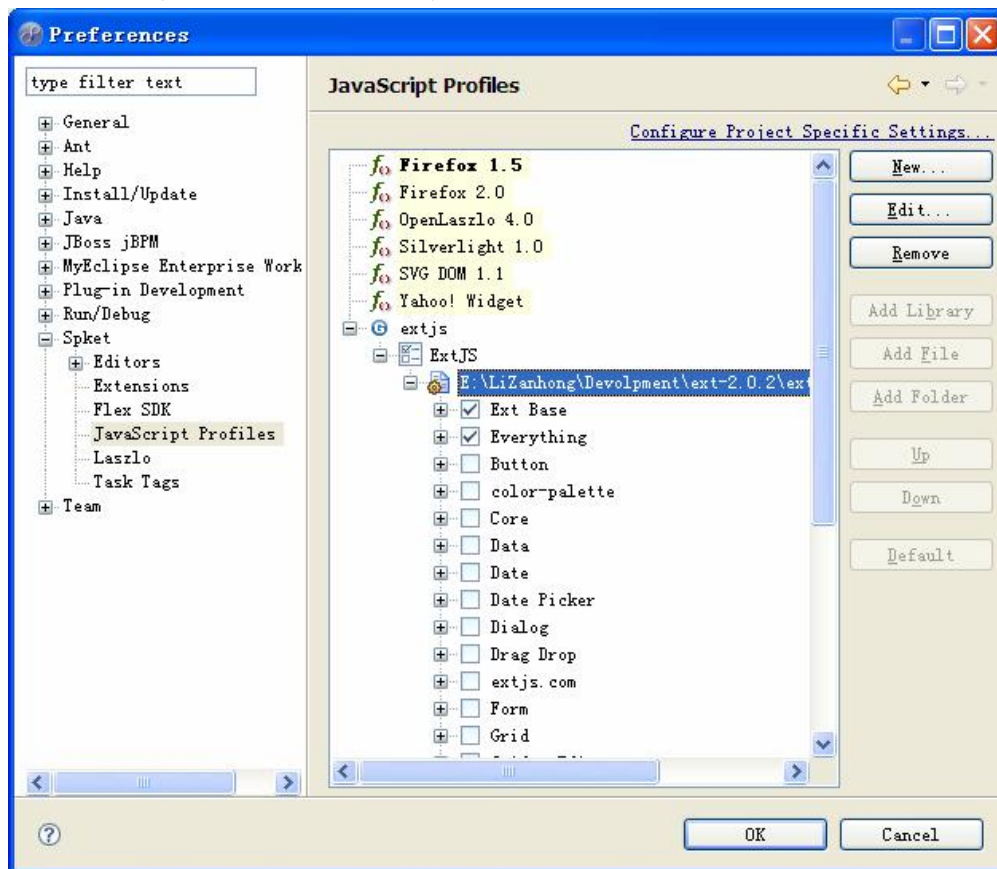 Preferences
type filter text
General
Ant
Help
Install/Update
Java
JBoss jBPM
MyEclipse Enterprise Work
Plug-in Development
Run/Debug
Spket
Editors
Extensions
Flex SDK
JavaScript Profiles
Laszlo
Task Tags
Team
JavaScript Profiles
Configure Project Specific Settings...
Firefox 1.5
Firefox 2.0
OpenLaszlo 4.0
Silverlight 1.0
SVG DOM 1.1
Yahoo! Widget
extjs
ExtJS
E:\LiZanhong\Devolpment\ext-2.0.2\ext
Ext Base
Everything
Button
color-palette
Core
Data
Date
Date Picker
Dialog
Drag Drop
extjs.com
Form
Grid
New...
Edit...
Remove
Add Library
Add File
Add Folder
Up
Down
Default
OK
Cancel